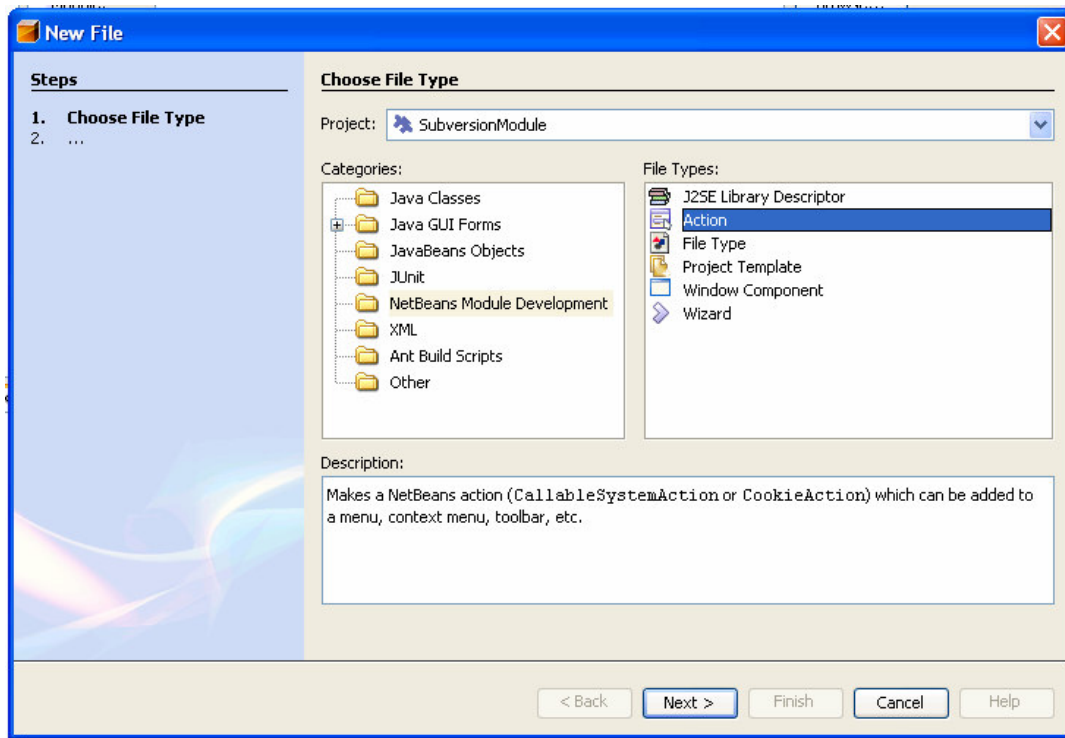 New File
Steps
1. Choose File Type
2. ...
Choose File Type
Project: SubversionModule
Categories:
Java Classes
Java GUI Forms
JavaBeans Objects
JUnit
NetBeans Module Development
XML
Ant Build Scripts
Other
File Types:
J2SE Library Descriptor
Action
File Type
Project Template
Window Component
Wizard
Description:
Makes a NetBeans action (CallableSystemAction or CookieAction) which can be added to
a menu, context menu, toolbar, etc.
< Back Next > Finish Cancel Help